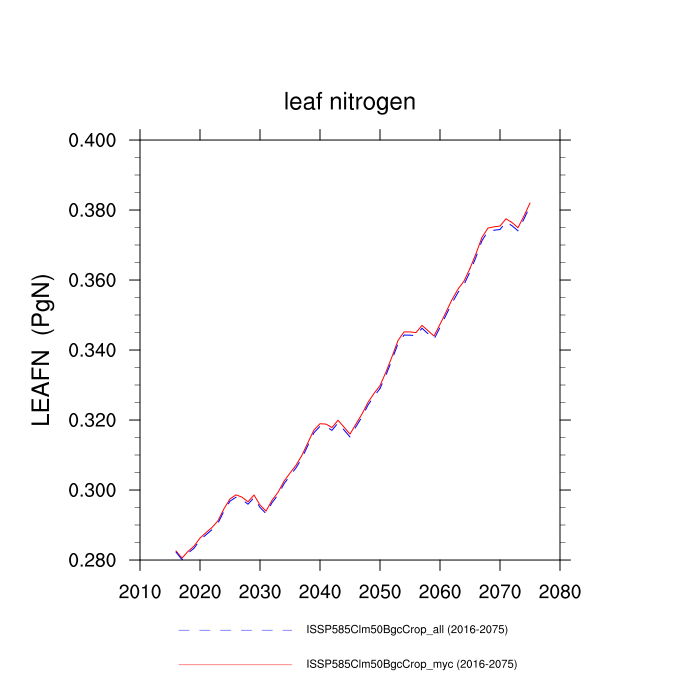 leaf nitrogen
0.400
0.380
0.360
0.340
0.320
0.300
0.280
LEAFN (PgN)
2010 2020 2030 2040 2050 2060 2070 2080
ISSP585Clm50BgcCrop_all (2016-2075)
ISSP585Clm50BgcCrop_myc (2016-2075)